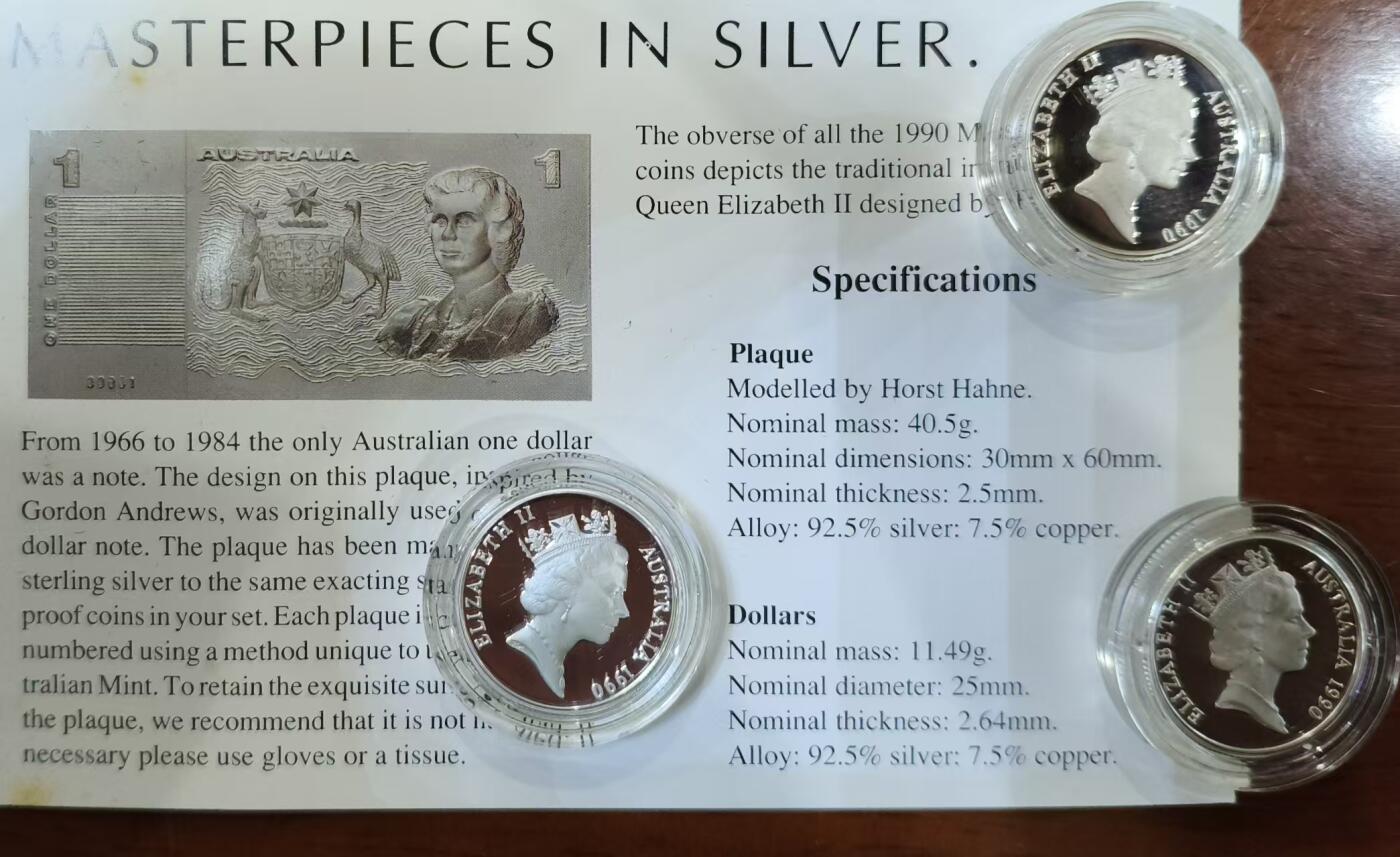 MASTERPIECES IN SILVER.
1
AUSTRALIA
1
ONE DOLLAR
From 1966 to 1984 the only Australian one dollar
was a note. The design on this plaque, inspired by
Gordon Andrews, was originally used
dollar note. The plaque has been
sterling silver to the same exacting
proof coins in your set. Each plaque
numbered using a method unique to
tralian Mint. To retain the exquisite
the plaque, we recommend that it is not
necessary please use gloves or a tissue.
The obverse of all the 1990
coins depicts the traditional
Queen Elizabeth II designed
Specifications
Plaque
Modelled by Horst Hahne.
Nominal mass: 40.5g.
Nominal dimensions: 30mm x 60mm.
Nominal thickness: 2.5mm.
Alloy: 92.5% silver: 7.5% copper.
Dollars
Nominal mass: 11.49g.
Nominal diameter: 25mm.
Nominal thickness: 2.64mm.
Alloy: 92.5% silver: 7.5% copper.
ELIZABETH II AUSTRALIA 1990
ELIZABETH II AUSTRALIA 1990
ELIZABETH II AUSTRALIA 1990